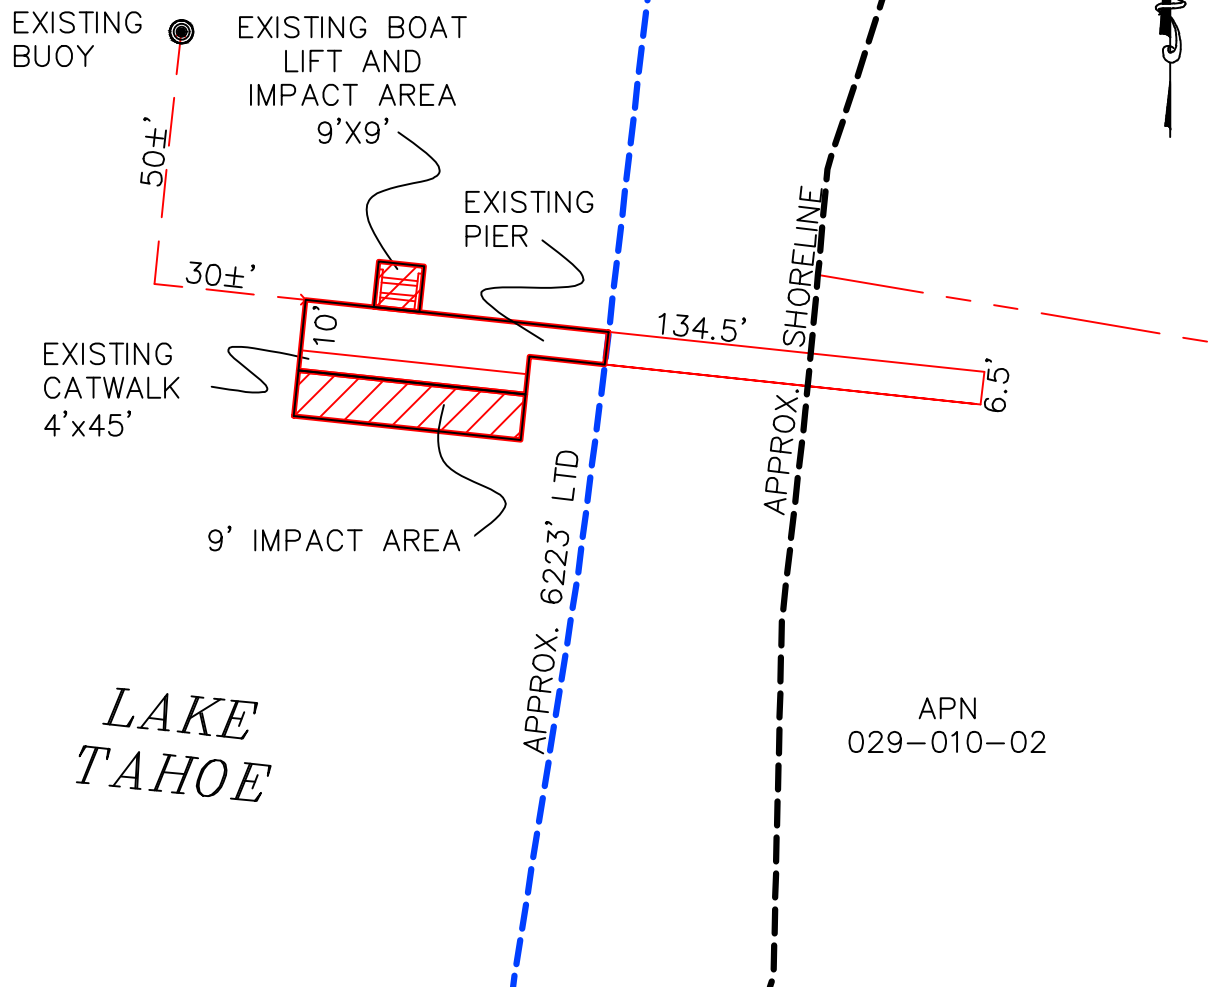 EXISTING
BUOY
EXISTING BOAT
LIFT AND
IMPACT AREA
9'X9'
50±'
EXISTING
PIER
30±'
10'
134.5'
6.5'
APPROX. SHORELINE
EXISTING
CATWALK
4'x45'
9' IMPACT AREA
APPROX. 6223' LTD
LAKE
TAHOE
APN
029-010-02